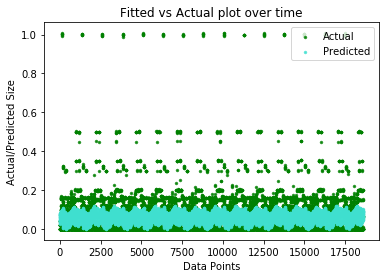 Fitted vs Actual plot over time
Actual
Predicted
Actual/Predicted Size
1.0
0.8
0.6
0.4
0.2
0.0
0 2500 5000 7500 10000 12500 15000 17500
Data Points